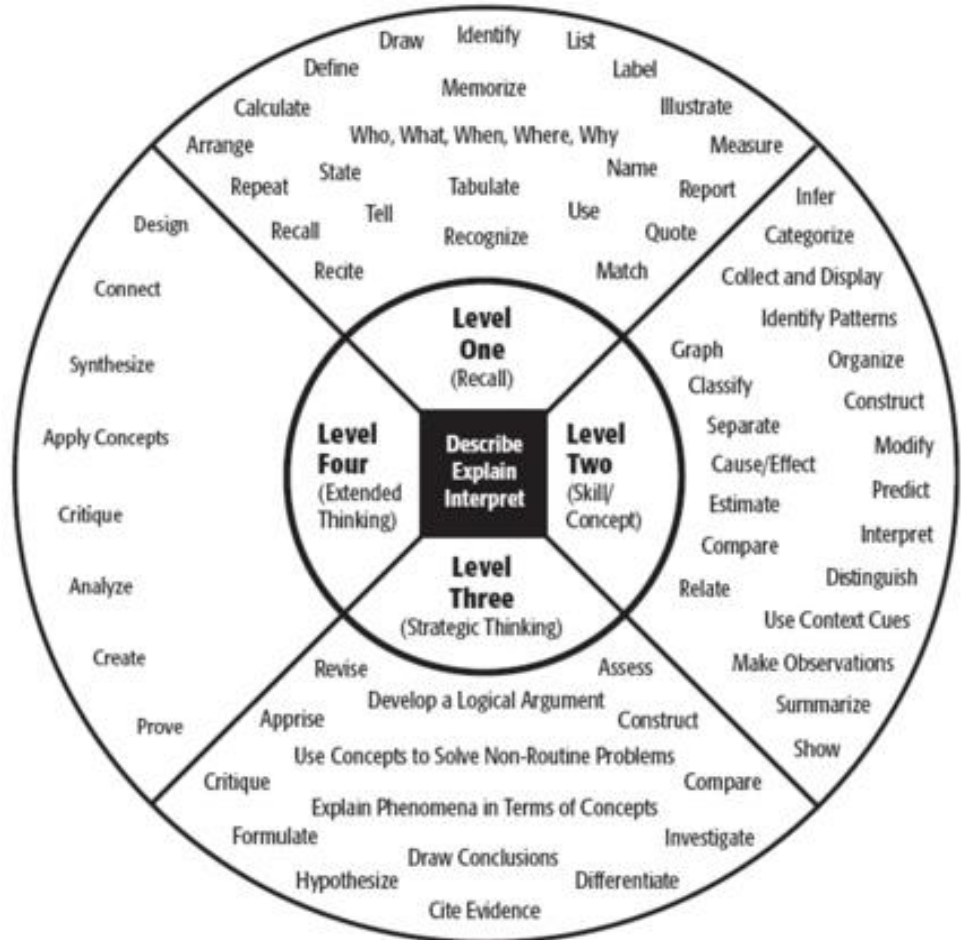 Draw
Identify
List
Define
Label
Memorize
Calculate
Illustrate
Who, What, When, Where, Why
Arrange
Measure
State
Name
Repeat
Tabulate
Report
Tell
Use
Recall
Recognize
Quote
Recite
Match
Level
One
(Recall)
Infer
Categorize
Collect and Display
Identify Patterns
Graph
Organize
Classify
Construct
Separate
Modify
Cause/Effect
Predict
Estimate
Interpret
Compare
Distinguish
Relate
Use Context Cues
Make Observations
Summarize
Show
Level
Two
(Skill/
Concept)
Describe
Explain
Interpret
Level
Three
(Strategic Thinking)
Revise
Assess
Develop a Logical Argument
Apprise
Construct
Use Concepts to Solve Non-Routine Problems
Critique
Compare
Explain Phenomena in Terms of Concepts
Formulate
Investigate
Draw Conclusions
Hypothesize
Differentiate
Cite Evidence
Level
Four
(Extended
Thinking)
Design
Connect
Synthesize
Apply Concepts
Critique
Analyze
Create
Prove